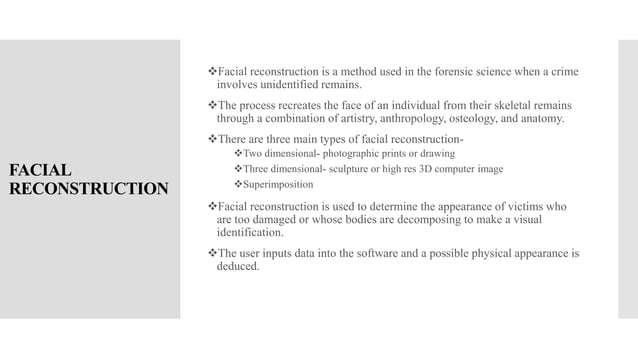 FACIAL
RECONSTRUCTION
❖Facial reconstruction is a method used in the forensic science when a crime
involves unidentified remains.
❖The process recreates the face of an individual from their skeletal remains
through a combination of artistry, anthropology, osteology, and anatomy.
❖There are three main types of facial reconstruction-
❖Two dimensional- photographic prints or drawing
❖Three dimensional- sculpture or high res 3D computer image
❖Superimposition
❖Facial reconstruction is used to determine the appearance of victims who
are too damaged or whose bodies are decomposing to make a visual
identification.
❖The user inputs data into the software and a possible physical appearance is
deduced.